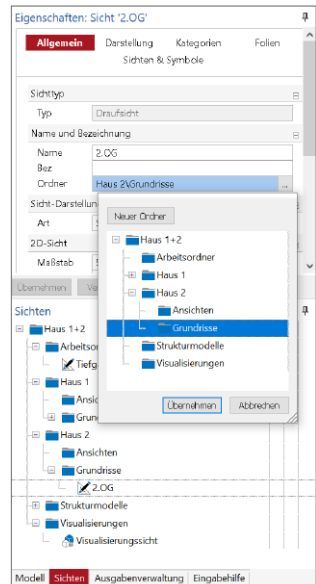 Eigenschaften: Sicht '2.OG'
Allgemein Darstellung Kategorien Folien
Sichten & Symbole
Sichttyp
Typ Draufsicht
Name und Bezeichnung
Name 2.OG
Bez
Ordner Haus 2\Grundrisse ...
Sicht-Darstellun
Art
2D-Sicht
Maßstab
Übernehmen
Neuer Ordner
Haus 1+2
Arbeitsordner
Haus 1
Haus 2
Ansichten
Grundrisse
Strukturmodelle
Visualisierungen
Übernehmen Abbrechen
Sichten
Haus 1+2
Arbeitsor
Tiefg
Haus 1
Ansic
Grun
Haus 2
Ansichten
Grundrisse
2.OG
Strukturmodelle
Visualisierungen
Visualisierungssicht
Modell Sichten Ausgabenverwaltung Eingabehilfe